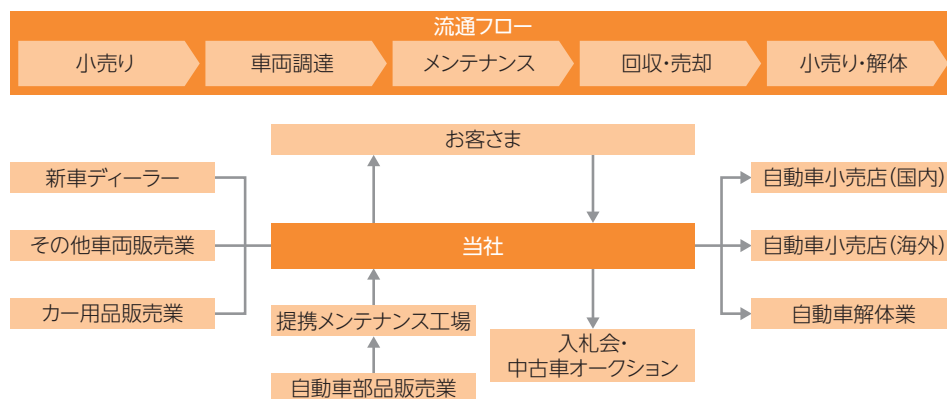 流通フロー
小売り
車両調達
メンテナンス
回収・売却
小売り・解体
お客さま
新車ディーラー
その他車両販売業
カー用品販売業
当社
提携メンテナンス工場
自動車部品販売業
入札会・
中古車オークション
自動車小売店(国内)
自動車小売店(海外)
自動車解体業